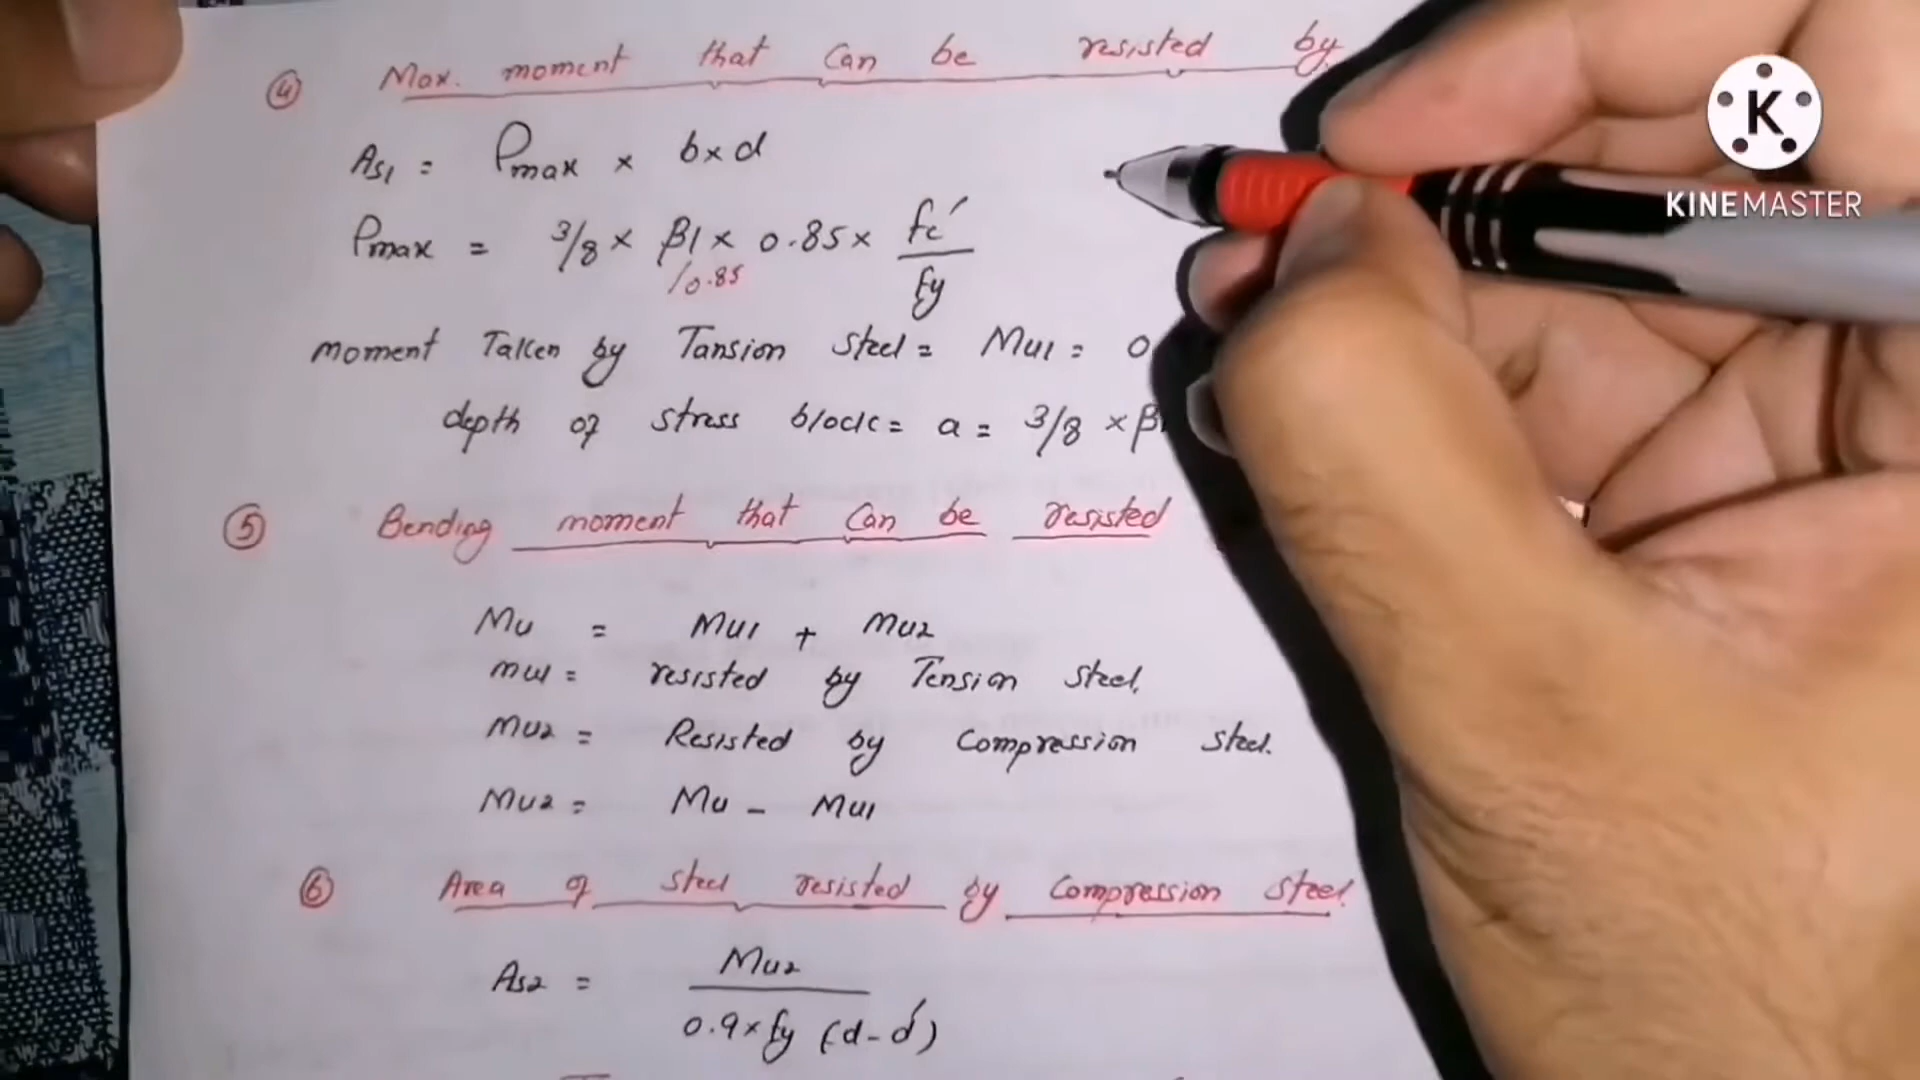 ④ Max. moment that Can be resisted by
As1 = ρmax × b×d
ρmax = 3/8 × β1 × 0.85 × fc′/fy
/0.85
moment Taken by Tansion Steel = Mu1 = 0
depth of stress block = a = 3/8 × β1
⑤ Bending moment that Can be resisted
Mu = Mu1 + Mu2
mu1 = resisted by Tension Steel.
Mu2 = Resisted by Compression Steel.
Mu2 = Mu - Mu1
⑥ Area of Steel resisted by Compression Steel.
As2 = Mu2 / 0.9×fy (d-d′)
K
KINEMASTER